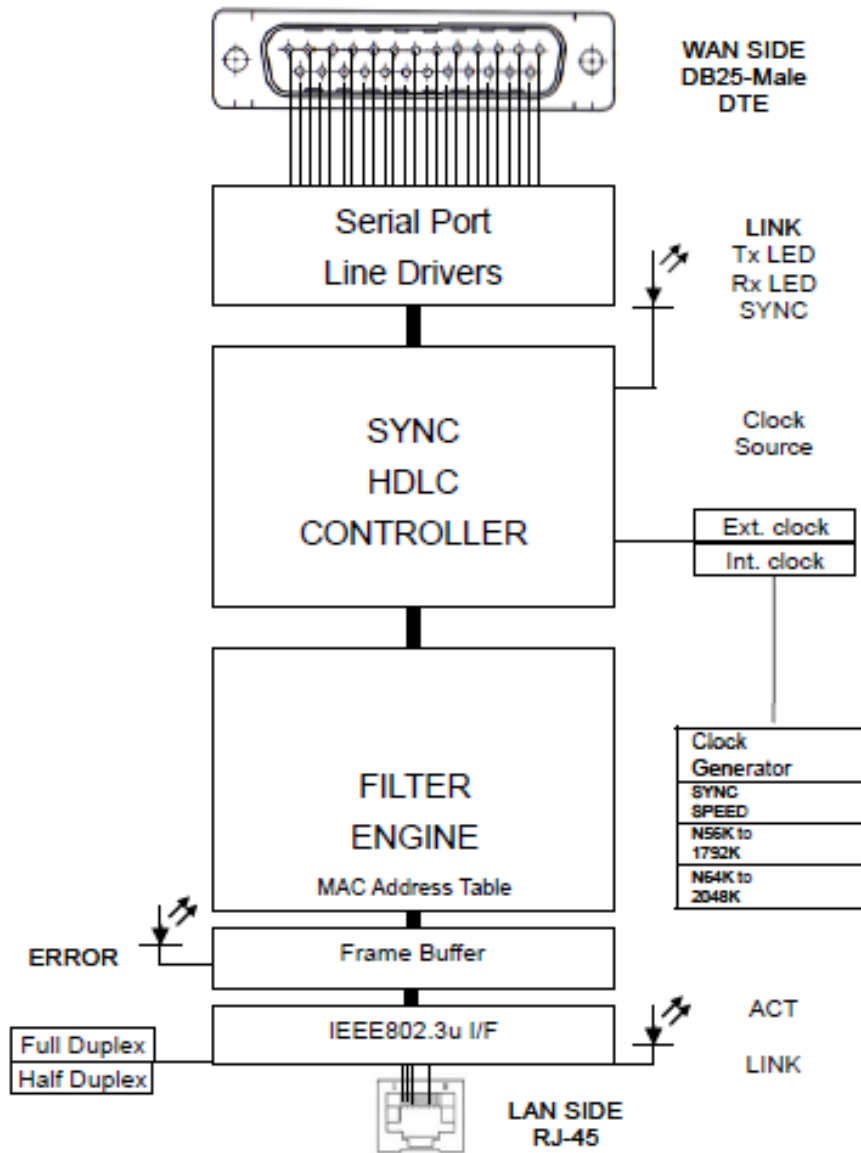 WAN SIDE
DB25-Male
DTE
Serial Port
Line Drivers
LINK
Tx LED
Rx LED
SYNC
SYNC
HDLC
CONTROLLER
Clock
Source
Ext. clock
Int. clock
FILTER
ENGINE
MAC Address Table
Clock
Generator
SYNC
SPEED
N56K to
1792K
N64K to
2048K
ERROR
Frame Buffer
IEEE802.3u I/F
Full Duplex
Half Duplex
ACT
LINK
LAN SIDE
RJ-45